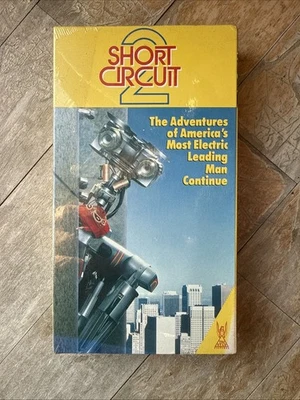 SHORT
CIRCUIT
2
The Adventures
of America's
Most Electric
Leading
Man
Continue